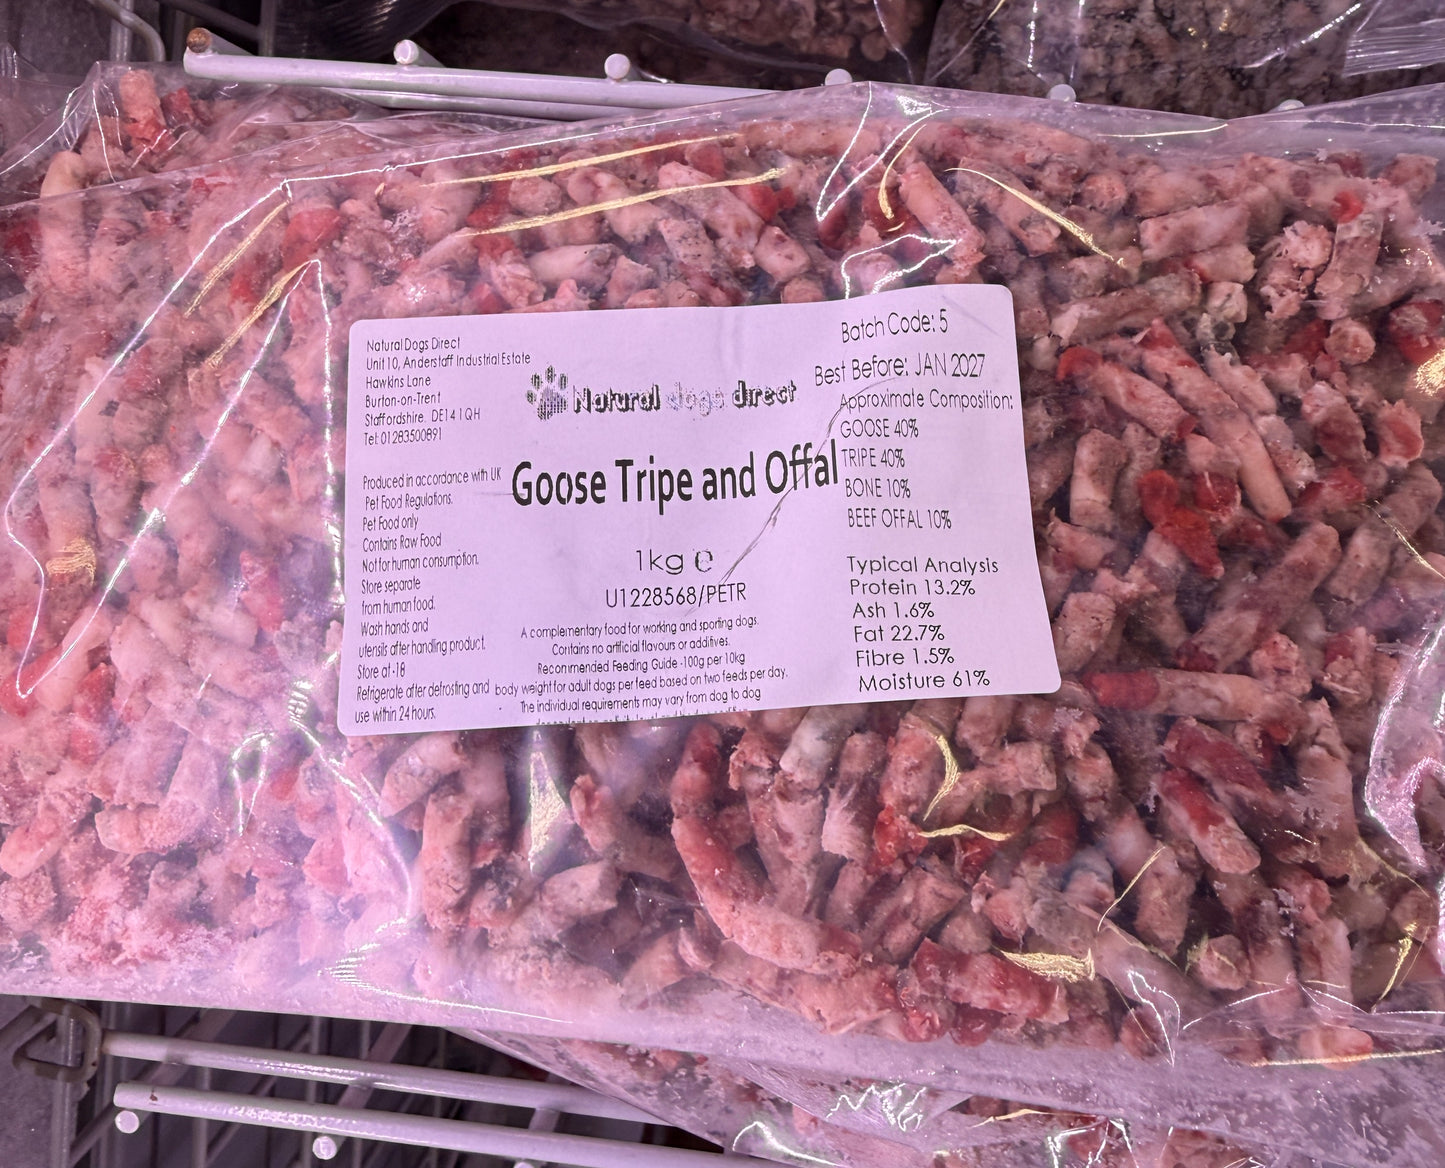 Natural Dogs Direct
Unit 10, Anderstaff Industrial Estate
Hawkins Lane
Burton-on-Trent
Staffordshire. DE14 1QH
Tel: 01283500891
Produced in accordance with UK
Pet Food Regulations.
Pet Food only
Contains Raw Food
Not for human consumption.
Store separate
from human food.
Wash hands and
utensils after handling product.
Store at -18
Refrigerate after defrosting and
use within 24 hours.
Natural dogs direct
Goose Tripe and Offal
1kg e
U1228568/PETR
A complementary food for working and sporting dogs.
Contains no artificial flavours or additives.
Recommended Feeding Guide -100g per 10kg
body weight for adult dogs per feed based on two feeds per day.
The individual requirements may vary from dog to dog
Batch Code: 5
Best Before: JAN 2027
Approximate Composition:
GOOSE 40%
TRIPE 40%
BONE 10%
BEEF OFFAL 10%
Typical Analysis
Protein 13.2%
Ash 1.6%
Fat 22.7%
Fibre 1.5%
Moisture 61%